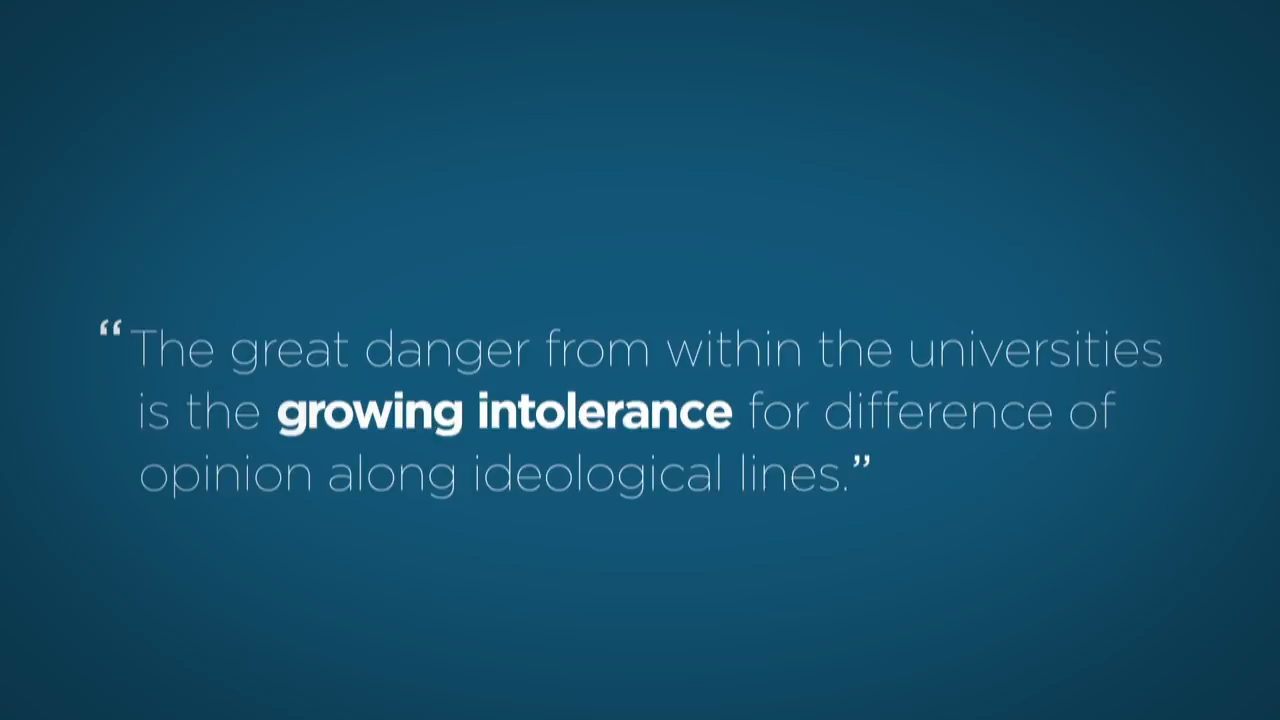 “The great danger from within the universities
is the growing intolerance for difference of
opinion along ideological lines.”